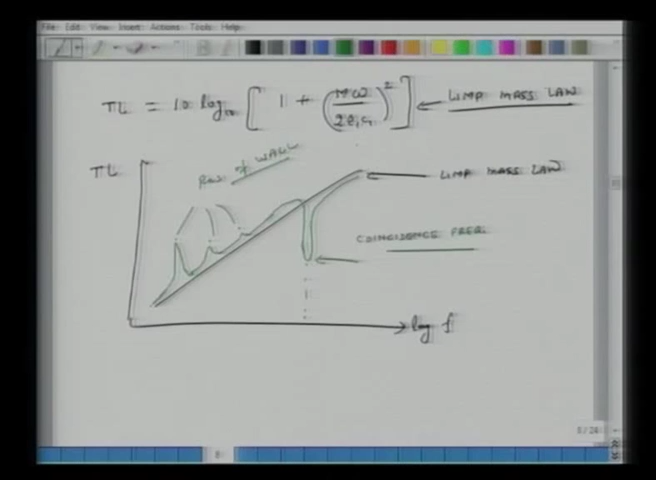 File Edit View Insert Actions Tools Help
TL = 10 log10 [ 1 + (Mω / 2ρ1c1)² ] LIMP MASS LAW
TL
Res. of WALL
LIMP MASS LAW
COINCIDENCE FREQ.
log f